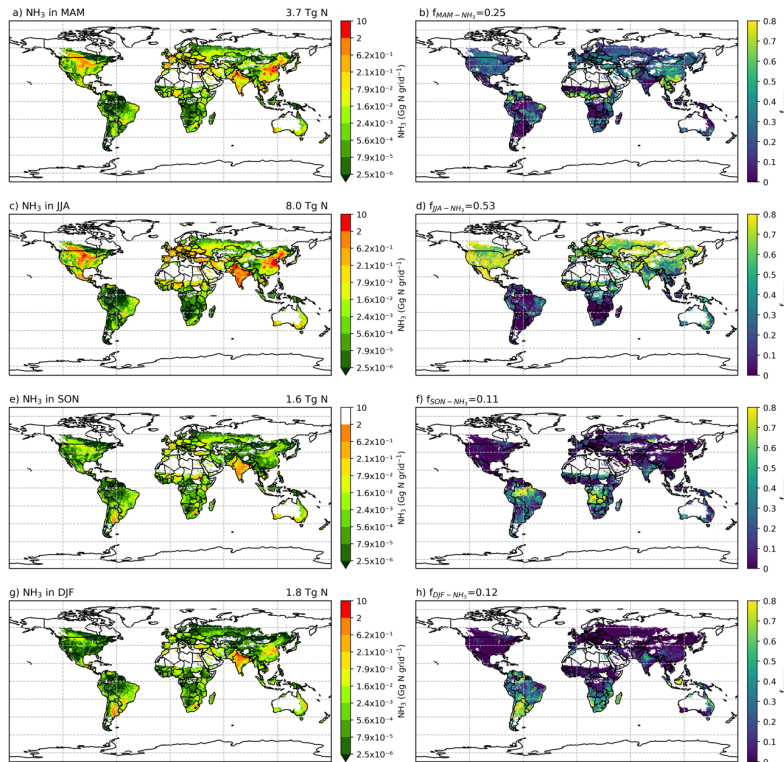 a) NH₃ in MAM 3.7 Tg N
10
2
6.2x10⁻¹
2.1x10⁻¹
7.9x10⁻²
1.6x10⁻²
2.4x10⁻³
5.6x10⁻⁴
7.9x10⁻⁵
2.5x10⁻⁶
NH₃ (Gg N grid⁻¹)
b) f_MAM−NH₃=0.25
0.8
0.7
0.6
0.5
0.4
0.3
0.2
0.1
0
c) NH₃ in JJA 8.0 Tg N
10
2
6.2x10⁻¹
2.1x10⁻¹
7.9x10⁻²
1.6x10⁻²
2.4x10⁻³
5.6x10⁻⁴
7.9x10⁻⁵
2.5x10⁻⁶
NH₃ (Gg N grid⁻¹)
d) f_JJA−NH₃=0.53
0.8
0.7
0.6
0.5
0.4
0.3
0.2
0.1
0
e) NH₃ in SON 1.6 Tg N
10
2
6.2x10⁻¹
2.1x10⁻¹
7.9x10⁻²
1.6x10⁻²
2.4x10⁻³
5.6x10⁻⁴
7.9x10⁻⁵
2.5x10⁻⁶
NH₃ (Gg N grid⁻¹)
f) f_SON−NH₃=0.11
0.8
0.7
0.6
0.5
0.4
0.3
0.2
0.1
0
g) NH₃ in DJF 1.8 Tg N
10
2
6.2x10⁻¹
2.1x10⁻¹
7.9x10⁻²
1.6x10⁻²
2.4x10⁻³
5.6x10⁻⁴
7.9x10⁻⁵
2.5x10⁻⁶
NH₃ (Gg N grid⁻¹)
h) f_DJF−NH₃=0.12
0.8
0.7
0.6
0.5
0.4
0.3
0.2
0.1
0